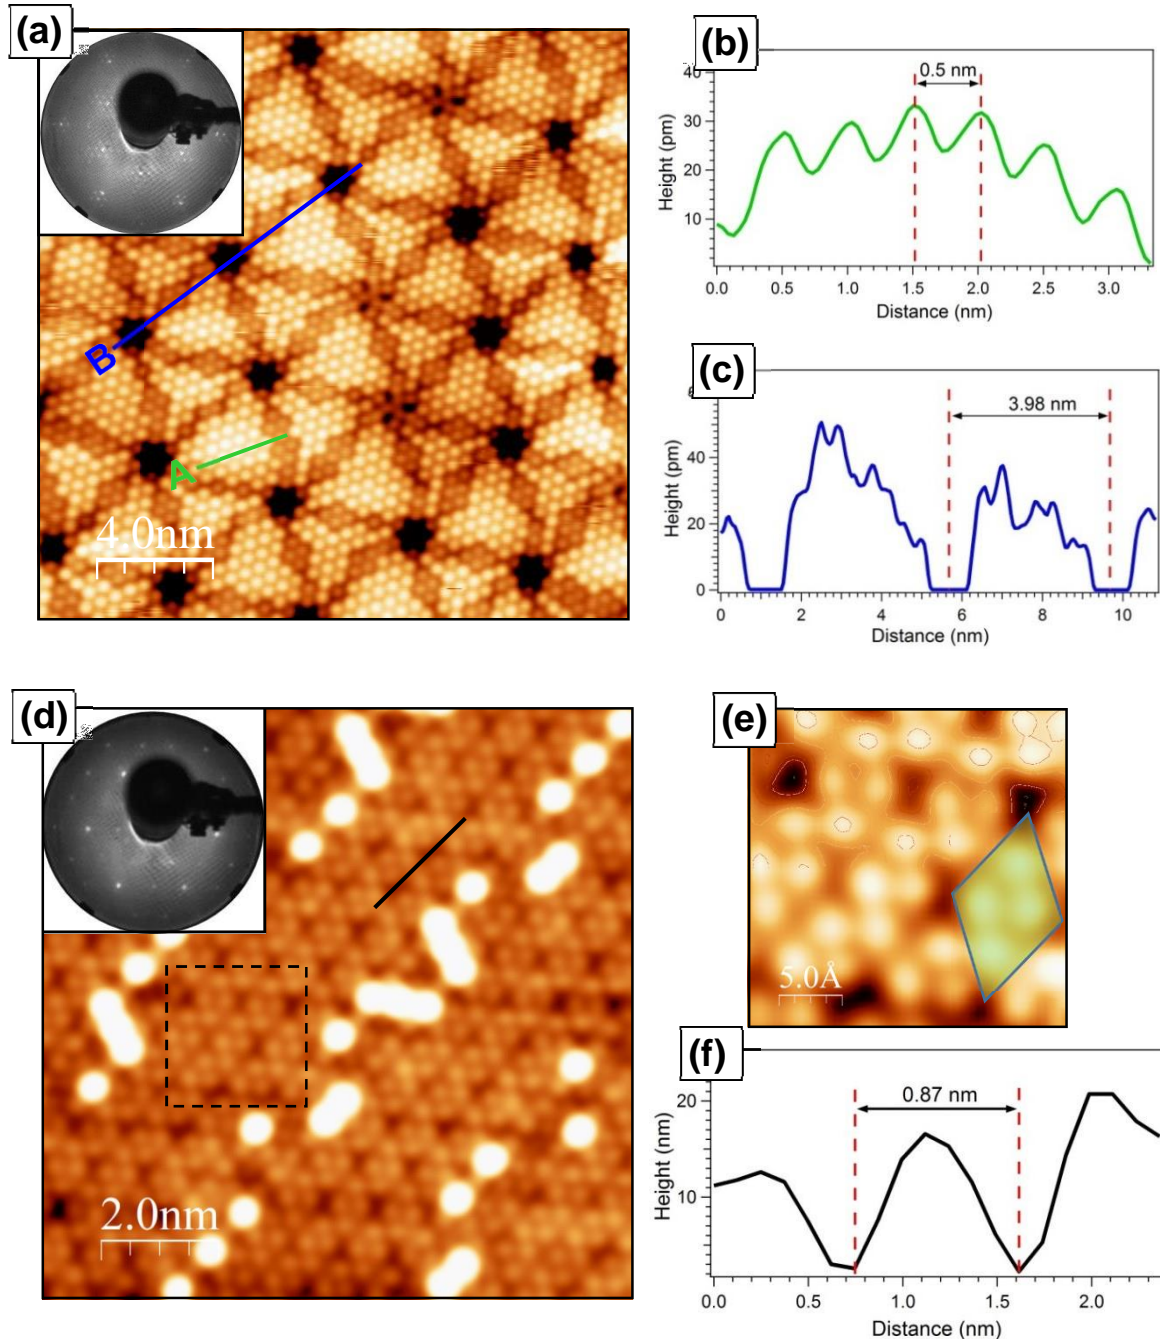 (a)
B
A
4.0nm
(b)
0.5 nm
Height (pm)
40
30
20
10
0.0 0.5 1.0 1.5 2.0 2.5 3.0
Distance (nm)
(c)
3.98 nm
Height (pm)
40
20
0
0 2 4 6 8 10
Distance (nm)
(d)
2.0nm
(e)
5.0Å
(f)
0.87 nm
Height (nm)
20
10
0.0 0.5 1.0 1.5 2.0
Distance (nm)